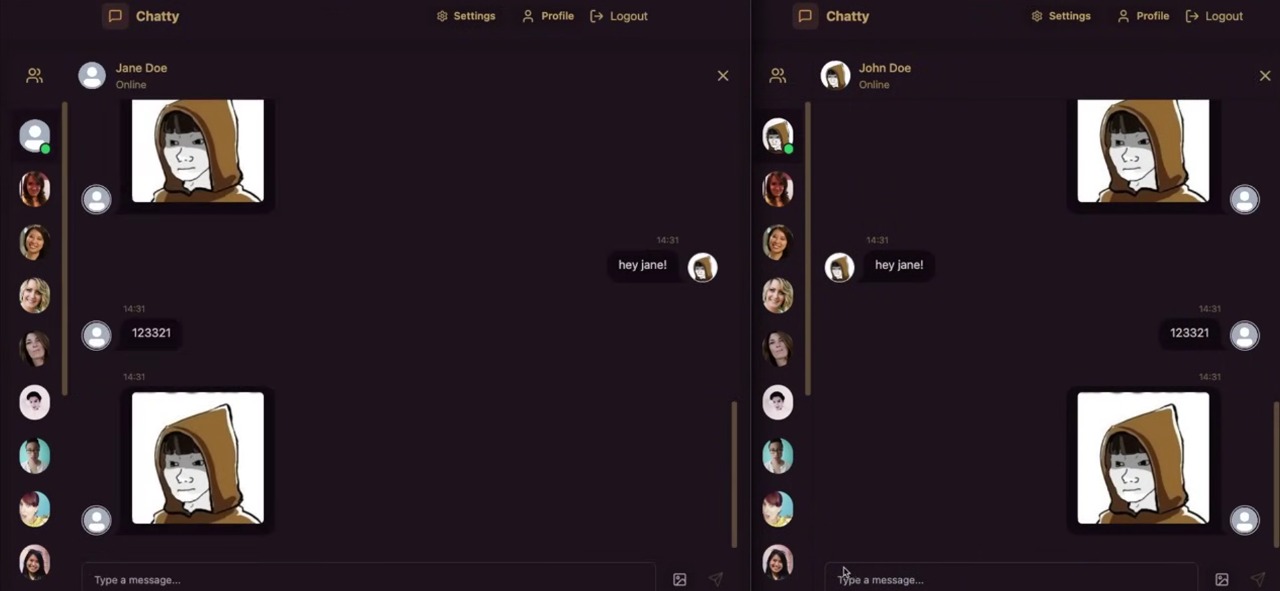 Chatty
Settings
Profile
Logout
Jane Doe
Online
14:31
hey jane!
14:31
123321
14:31
Type a message...
Chatty
Settings
Profile
Logout
John Doe
Online
14:31
hey jane!
14:31
123321
14:31
Type a message...